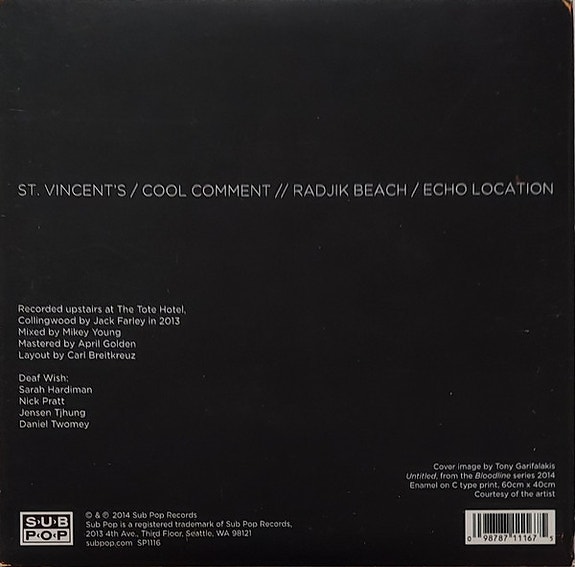 ST. VINCENT'S / COOL COMMENT // RADJIK BEACH / ECHO LOCATION
Recorded upstairs at The Tote Hotel,
Collingwood by Jack Farley in 2013
Mixed by Mikey Young
Mastered by April Golden
Layout by Carl Breitkreuz
Deaf Wish:
Sarah Hardiman
Nick Pratt
Jensen Tjhung
Daniel Twomey
Cover image by Tony Garifalakis
Untitled, from the Bloodline series 2014
Enamel on C type print, 60cm x 40cm
Courtesy of the artist
SUB
POP
© & ℗ 2014 Sub Pop Records
Sub Pop is a registered trademark of Sub Pop Records,
2013 4th Ave., Third Floor, Seattle, WA 98121
subpop.com SP1116
0 98787 11167 5